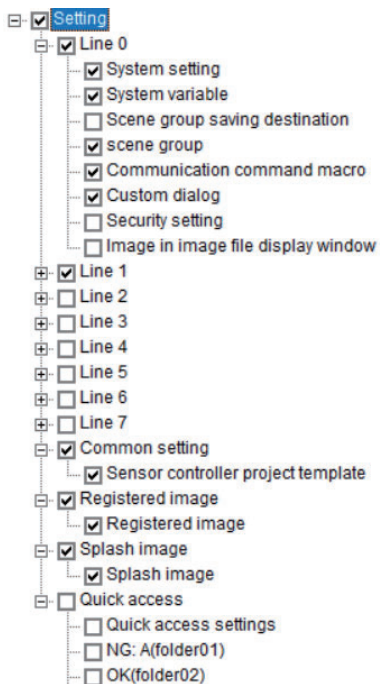 Setting
Line 0
System setting
System variable
Scene group saving destination
scene group
Communication command macro
Custom dialog
Security setting
Image in image file display window
Line 1
Line 2
Line 3
Line 4
Line 5
Line 6
Line 7
Common setting
Sensor controller project template
Registered image
Registered image
Splash image
Splash image
Quick access
Quick access settings
NG: A(folder01)
OK(folder02)